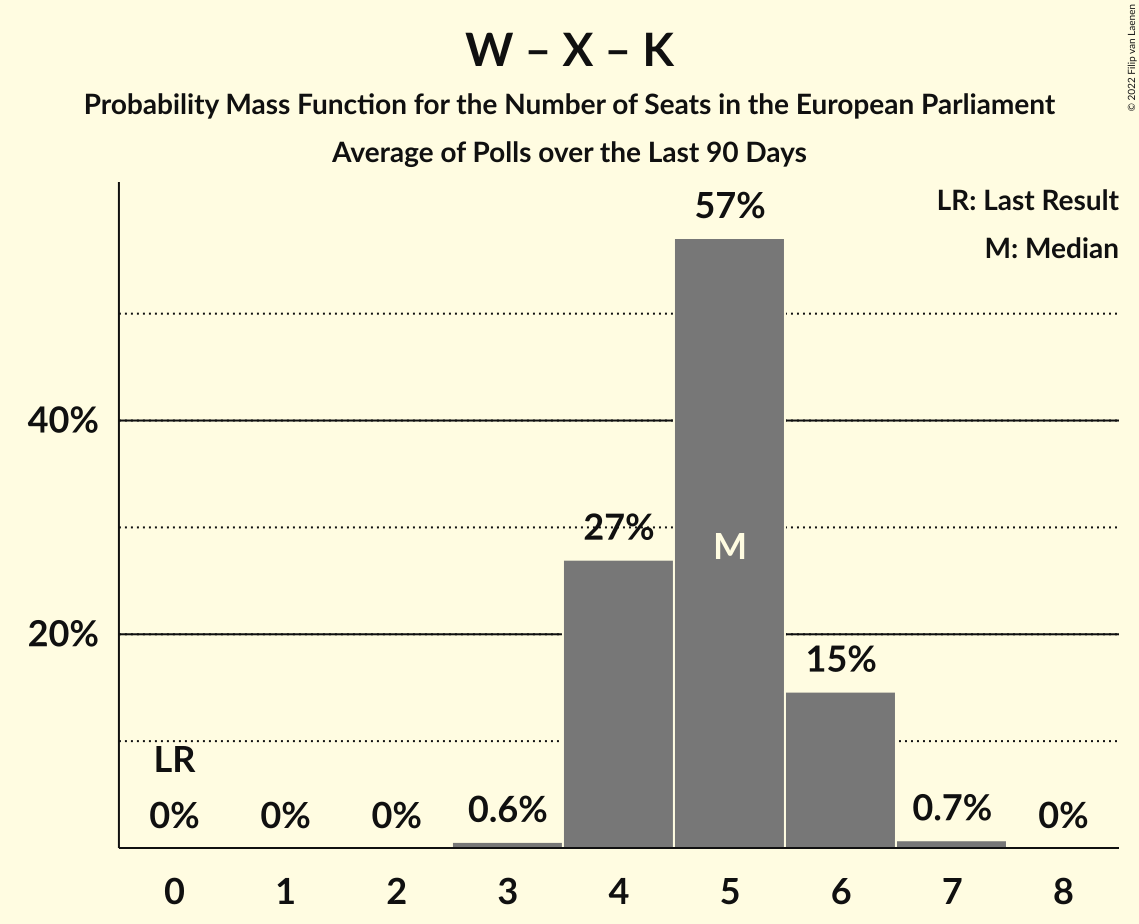 W – X – K
Probability Mass Function for the Number of Seats in the European Parliament
Average of Polls over the Last 90 Days
© 2022 Filip van Laenen
LR: Last Result
M: Median
57%
40%
27%
M
20%
15%
LR
0%
0%
0%
0.6%
0.7%
0%
0 1 2 3 4 5 6 7 8